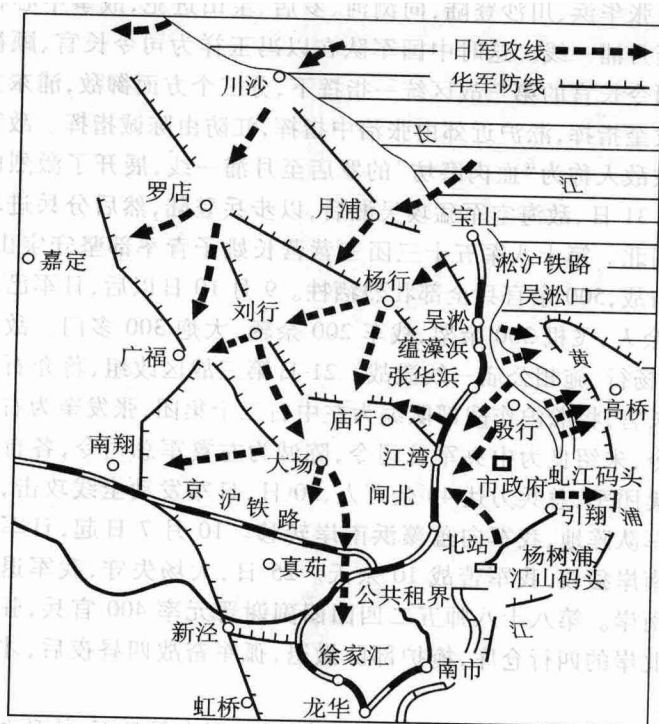 日军攻线
华军防线
川沙
长
江
罗店
月浦
宝山
嘉定
淞沪铁路
吴淞口
杨行
刘行
吴淞
蕴藻浜
张华浜
黄
广福
高桥
庙行
殷行
南翔
大场
江湾
虬江码头
市政府
京
沪铁路
闸北
引翔
浦
真茹
北站
杨树浦
公共租界
汇山码头
新泾
江
徐家汇
南市
虹桥
龙华